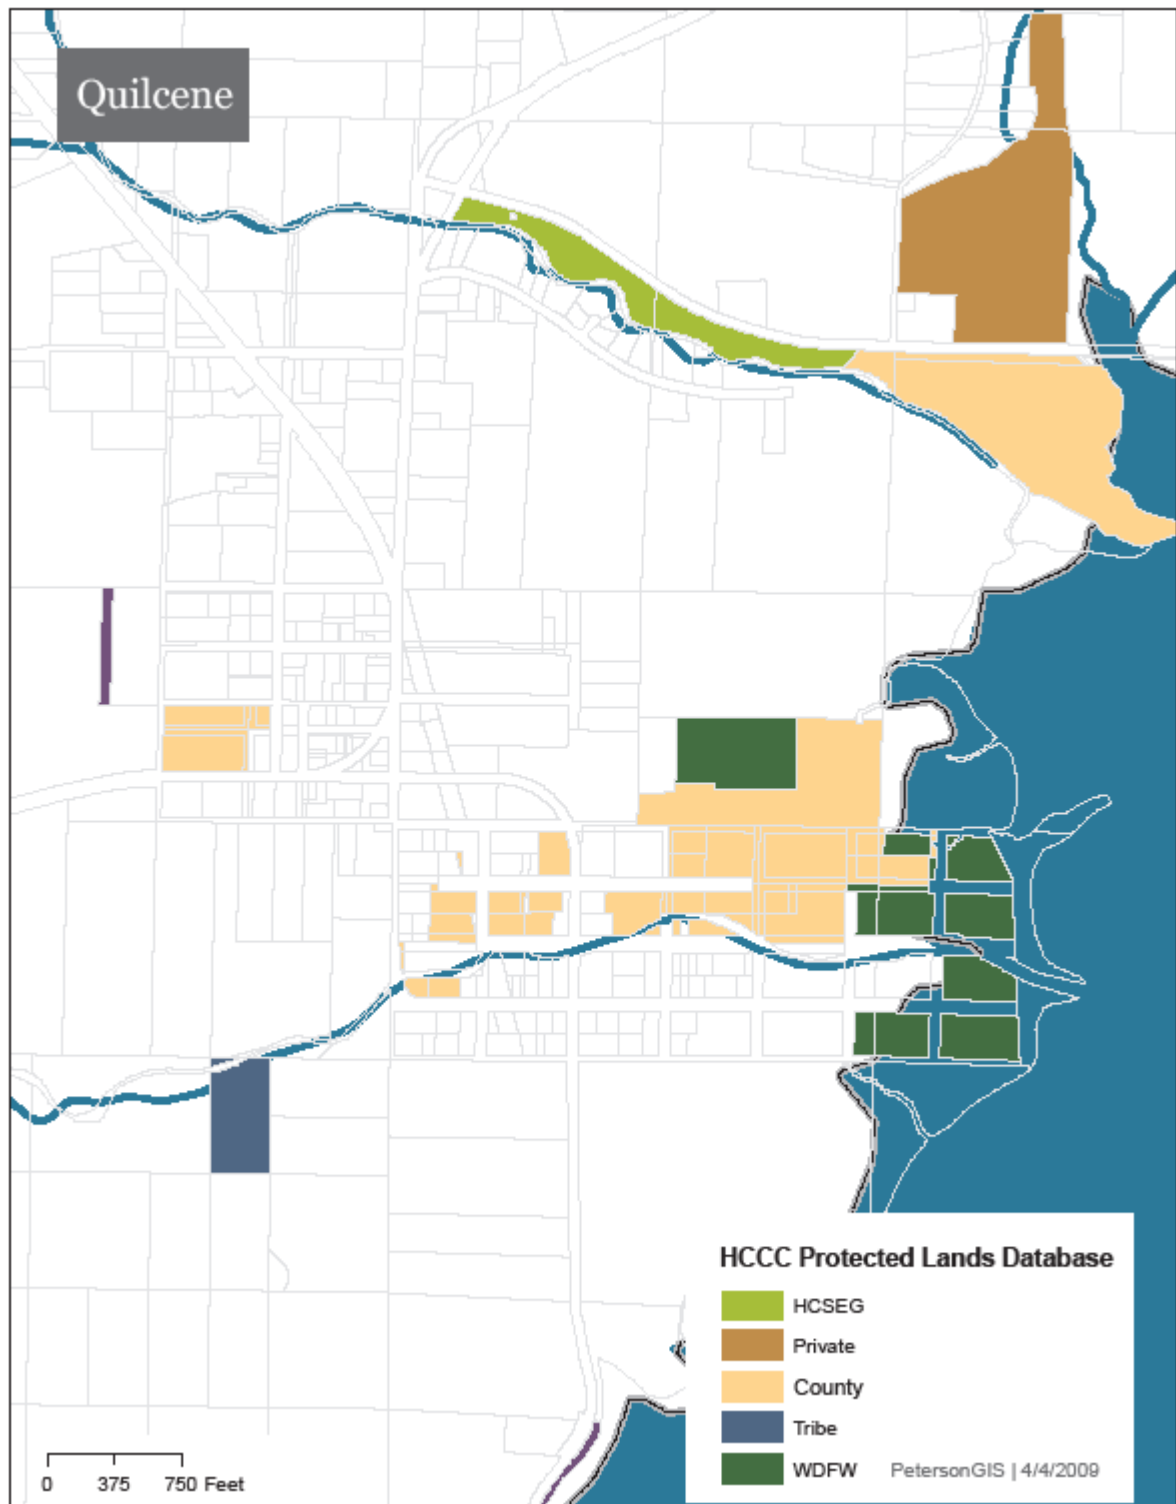 Quilcene
HCCC Protected Lands Database
HCSEG
Private
County
Tribe
WDFW
PetersonGIS | 4/4/2009
0 375 750 Feet